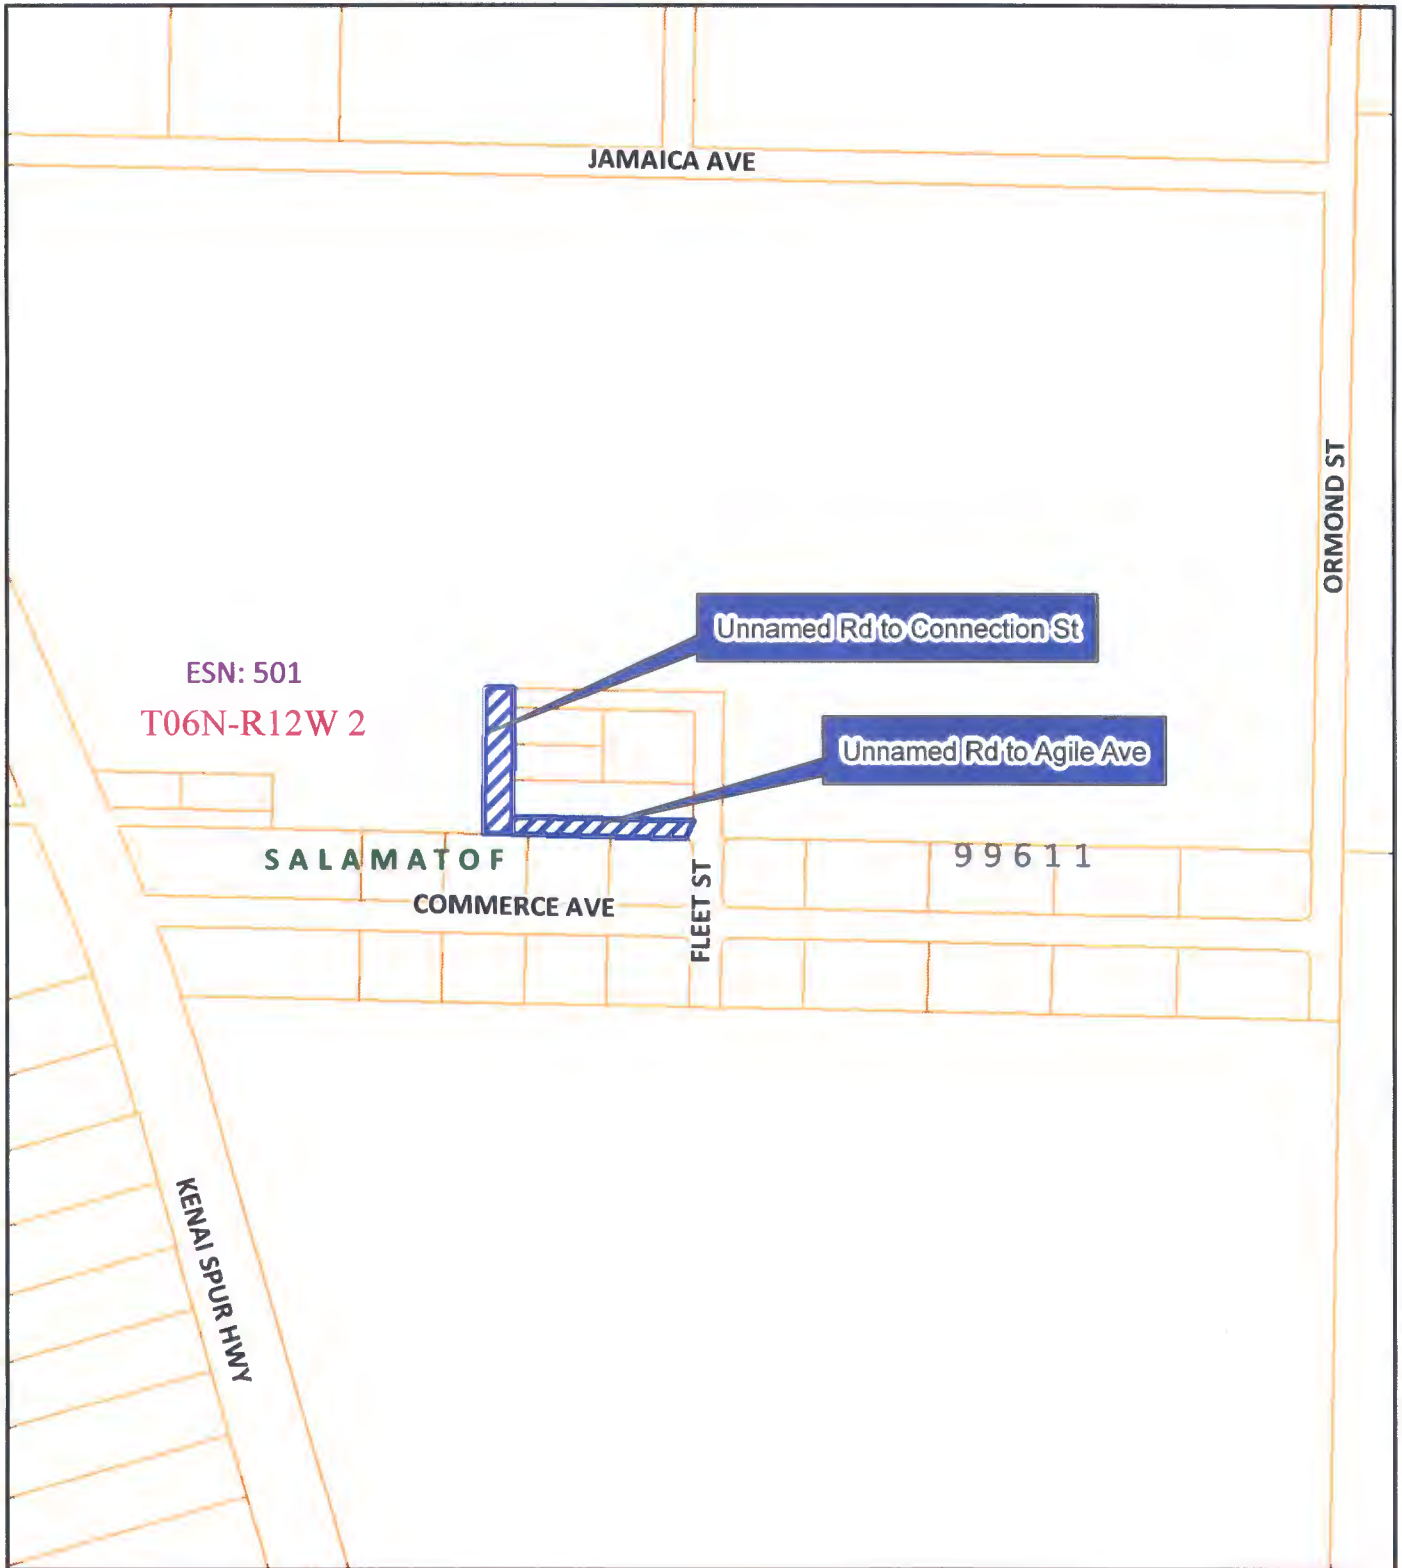 JAMAICA AVE
ORMOND ST
Unnamed Rd to Connection St
ESN: 501
T06N-R12W 2
Unnamed Rd to Agile Ave
SALAMATOF
99611
COMMERCE AVE
FLEET ST
KENAI SPUR HWY